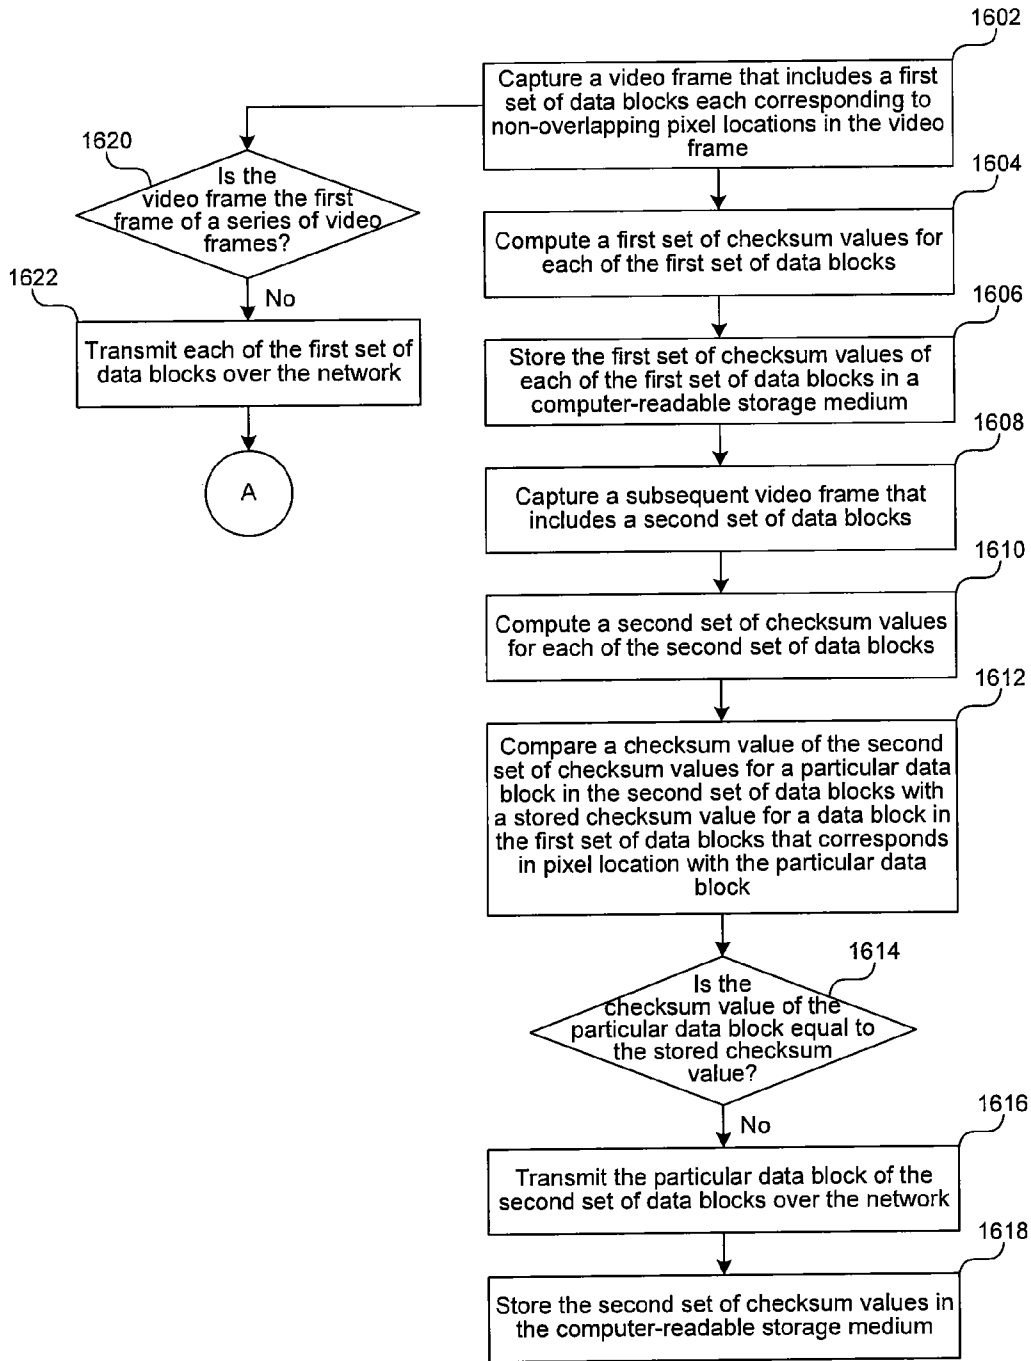 1602
Capture a video frame that includes a first
set of data blocks each corresponding to
non-overlapping pixel locations in the video
frame
1620
Is the
video frame the first
frame of a series of video
frames?
1604
Compute a first set of checksum values for
each of the first set of data blocks
1622
No
Transmit each of the first set of
data blocks over the network
1606
Store the first set of checksum values of
each of the first set of data blocks in a
computer-readable storage medium
A
1608
Capture a subsequent video frame that
includes a second set of data blocks
1610
Compute a second set of checksum values
for each of the second set of data blocks
1612
Compare a checksum value of the second
set of checksum values for a particular data
block in the second set of data blocks with
a stored checksum value for a data block in
the first set of data blocks that corresponds
in pixel location with the particular data
block
1614
Is the
checksum value of the
particular data block equal to
the stored checksum
value?
No
1616
Transmit the particular data block of the
second set of data blocks over the network
1618
Store the second set of checksum values in
the computer-readable storage medium